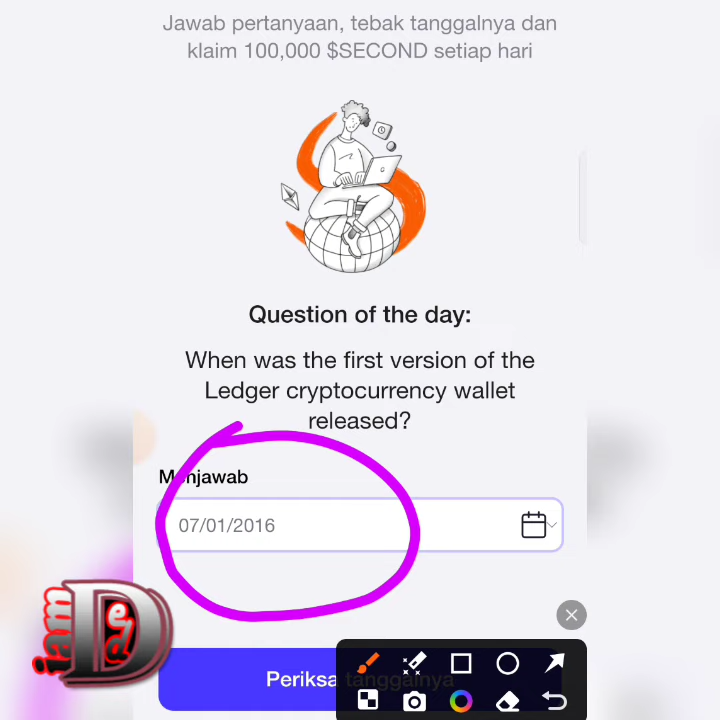 Jawab pertanyaan, tebak tanggalnya dan
klaim 100,000 $SECOND setiap hari
Question of the day:
When was the first version of the
Ledger cryptocurrency wallet
released?
Menjawab
07/01/2016
Periksa tanggalnya